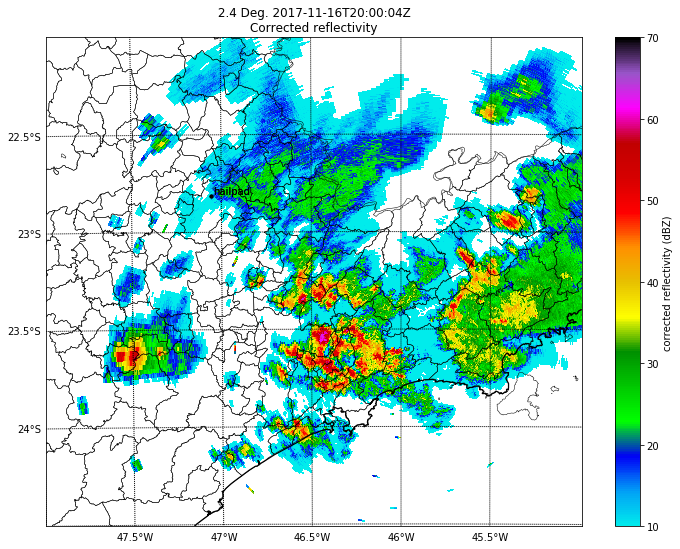 2.4 Deg. 2017-11-16T20:00:04Z
Corrected reflectivity
22.5°S
23°S
23.5°S
24°S
47.5°W
47°W
46.5°W
46°W
45.5°W
70
60
50
40
30
20
10
corrected reflectivity (dBZ)